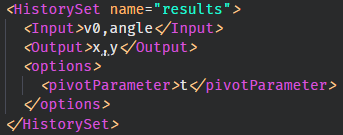 <HistorySet name="results">
<Input>v0,angle</Input>
<Output>x,y</Output>
<options>
<pivotParameter>t</pivotParameter>
</options>
</HistorySet>